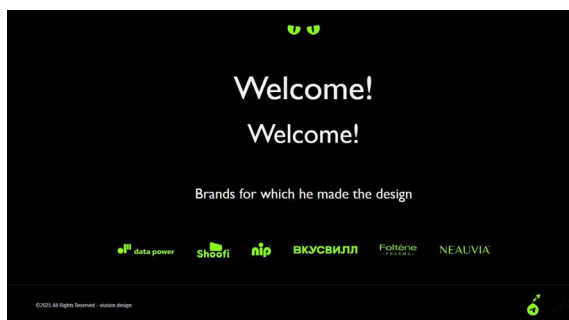 Welcome!
Welcome!
Brands for which he made the design
data power Shoofi nip ВКУСВИЛЛ Foltène NEAUVIA
·PHARMA·
©2025 All Rights Reserved - viusion design